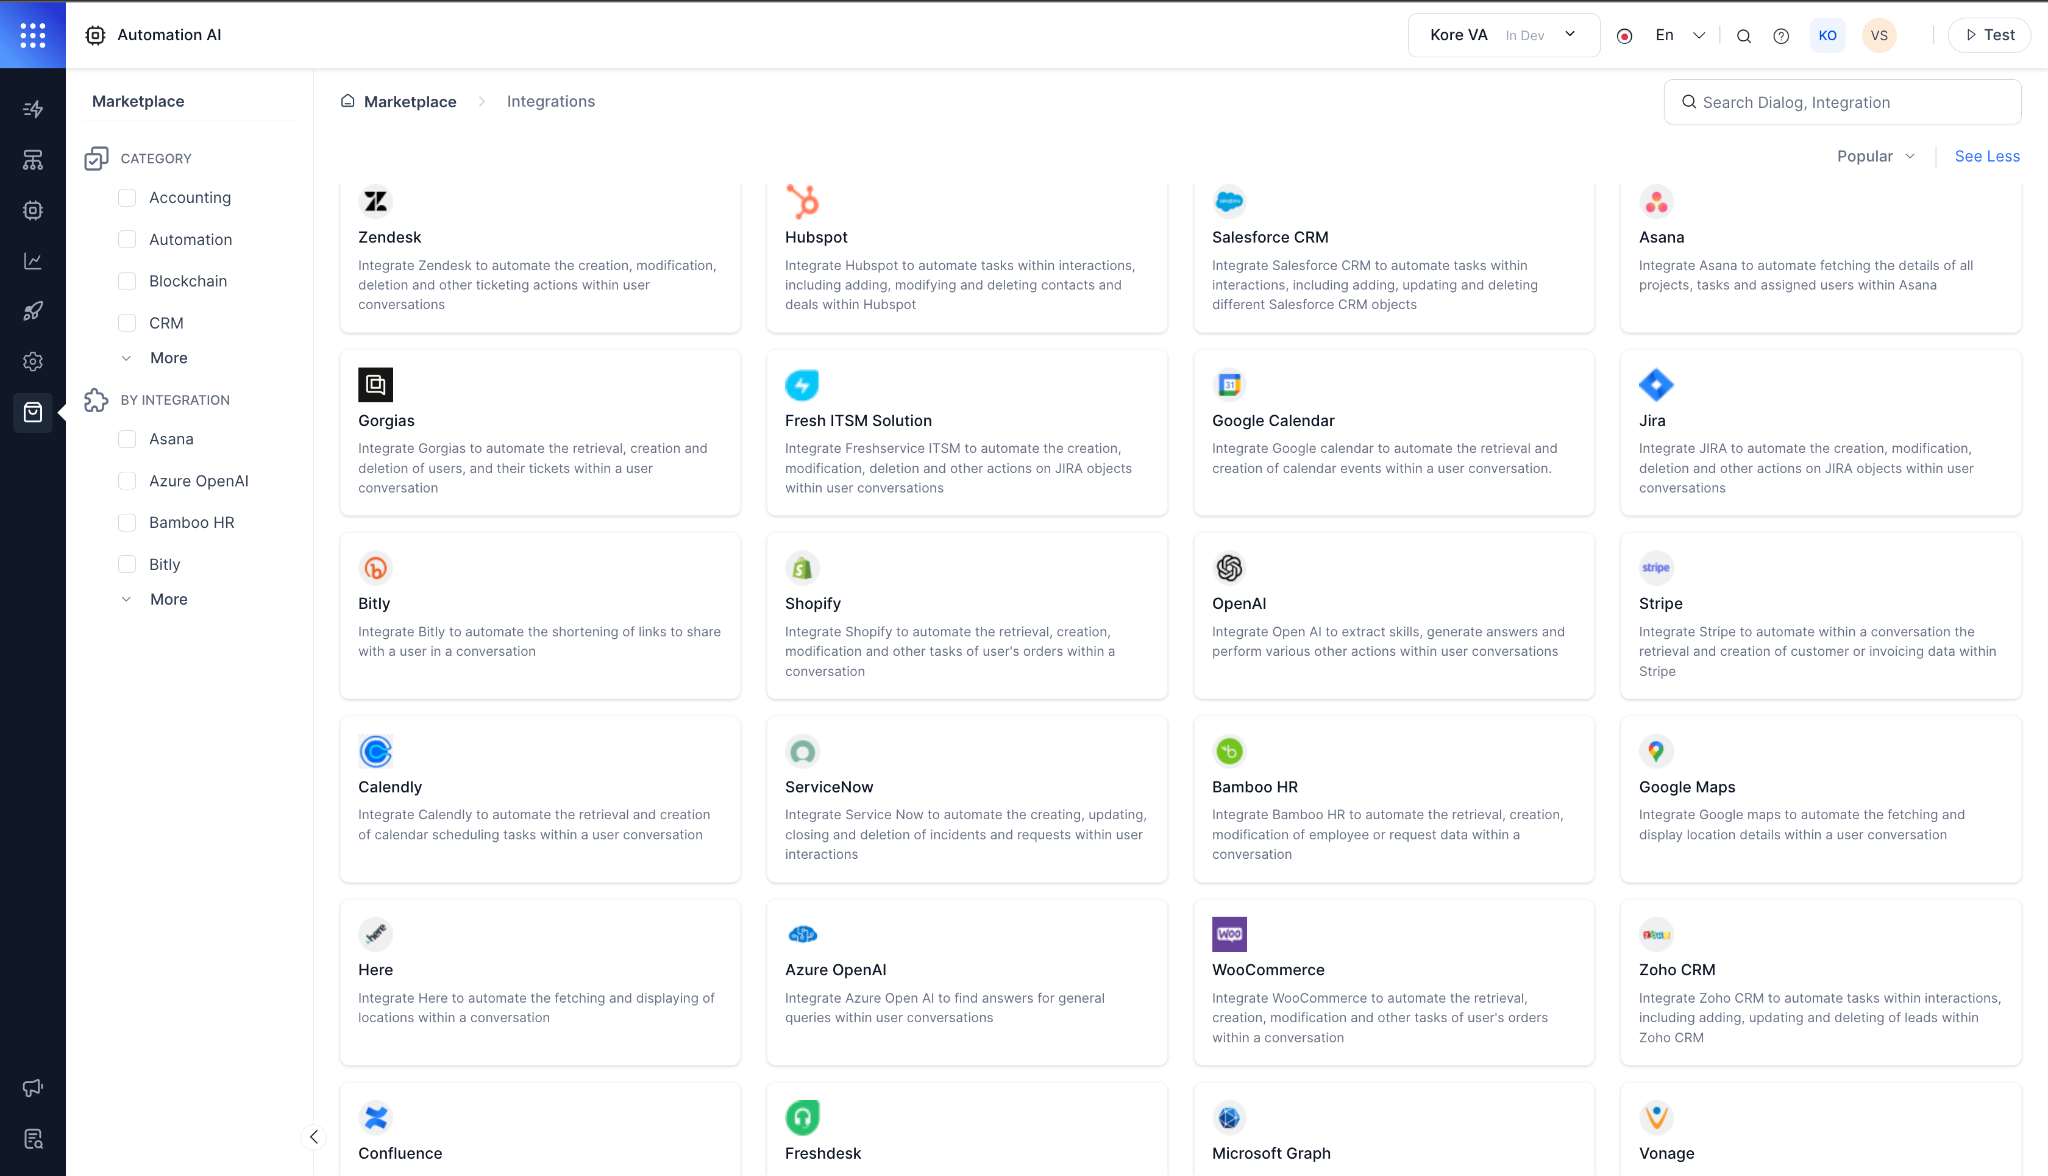 Automation AI
Kore VA In Dev
En
KO
VS
Test
Marketplace
CATEGORY
Accounting
Automation
Blockchain
CRM
More
BY INTEGRATION
Asana
Azure OpenAI
Bamboo HR
Bitly
More
Marketplace Integrations
Search Dialog, Integration
Popular
See Less
Zendesk
Integrate Zendesk to automate the creation, modification,
deletion and other ticketing actions within user
conversations
Hubspot
Integrate Hubspot to automate tasks within interactions,
including adding, modifying and deleting contacts and
deals within Hubspot
salesforce
Salesforce CRM
Integrate Salesforce CRM to automate tasks within
interactions, including adding, updating and deleting
different Salesforce CRM objects
Asana
Integrate Asana to automate fetching the details of all
projects, tasks and assigned users within Asana
Gorgias
Integrate Gorgias to automate the retrieval, creation and
deletion of users, and their tickets within a user
conversation
Fresh ITSM Solution
Integrate Freshservice ITSM to automate the creation,
modification, deletion and other actions on JIRA objects
within user conversations
31
Google Calendar
Integrate Google calendar to automate the retrieval and
creation of calendar events within a user conversation.
Jira
Integrate JIRA to automate the creation, modification,
deletion and other actions on JIRA objects within user
conversations
Bitly
Integrate Bitly to automate the shortening of links to share
with a user in a conversation
Shopify
Integrate Shopify to automate the retrieval, creation,
modification and other tasks of user's orders within a
conversation
OpenAI
Integrate Open AI to extract skills, generate answers and
perform various other actions within user conversations
stripe
Stripe
Integrate Stripe to automate within a conversation the
retrieval and creation of customer or invoicing data within
Stripe
Calendly
Integrate Calendly to automate the retrieval and creation
of calendar scheduling tasks within a user conversation
ServiceNow
Integrate Service Now to automate the creating, updating,
closing and deletion of incidents and requests within user
interactions
Bamboo HR
Integrate Bamboo HR to automate the retrieval, creation,
modification of employee or request data within a
conversation
Google Maps
Integrate Google maps to automate the fetching and
display location details within a user conversation
here
Here
Integrate Here to automate the fetching and displaying of
locations within a conversation
Azure OpenAI
Integrate Azure Open AI to find answers for general
queries within user conversations
WOO
WooCommerce
Integrate WooCommerce to automate the retrieval,
creation, modification and other tasks of user's orders
within a conversation
ZOHO
Zoho CRM
Integrate Zoho CRM to automate tasks within interactions,
including adding, updating and deleting of leads within
Zoho CRM
Confluence
Freshdesk
Microsoft Graph
Vonage